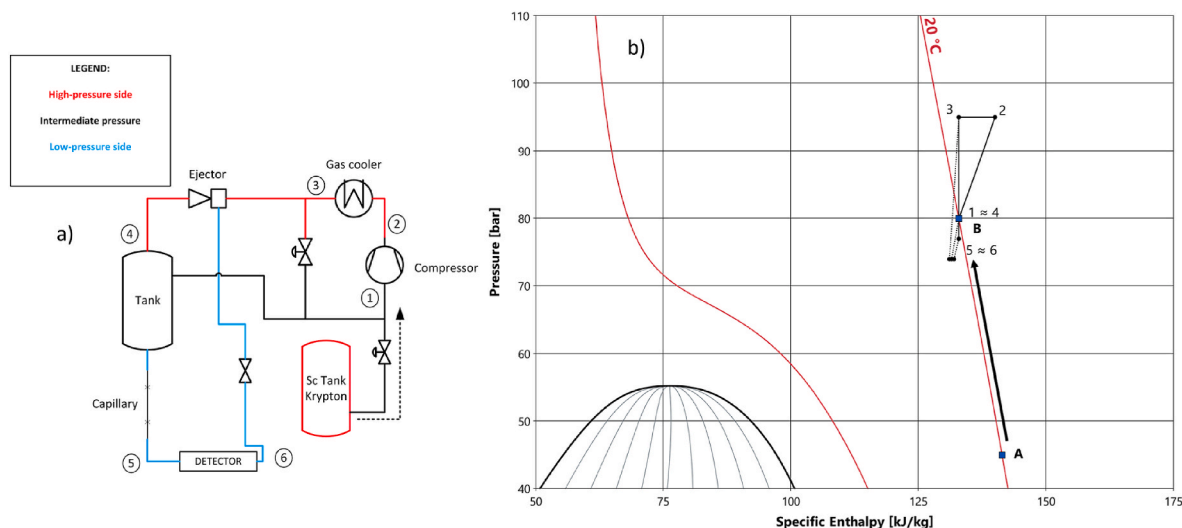 LEGEND:
High-pressure side
Intermediate pressure
Low-pressure side
a)
Ejector
Gas cooler
3
2
4
Compressor
1
Tank
Sc Tank
Krypton
Capillary
5
DETECTOR
6
b)
20 °C
3
2
1 ≈ 4
B
5 ≈ 6
A
Pressure [bar]
110
100
90
80
70
60
50
40
50
75
100
125
150
175
Specific Enthalpy [kJ/kg]